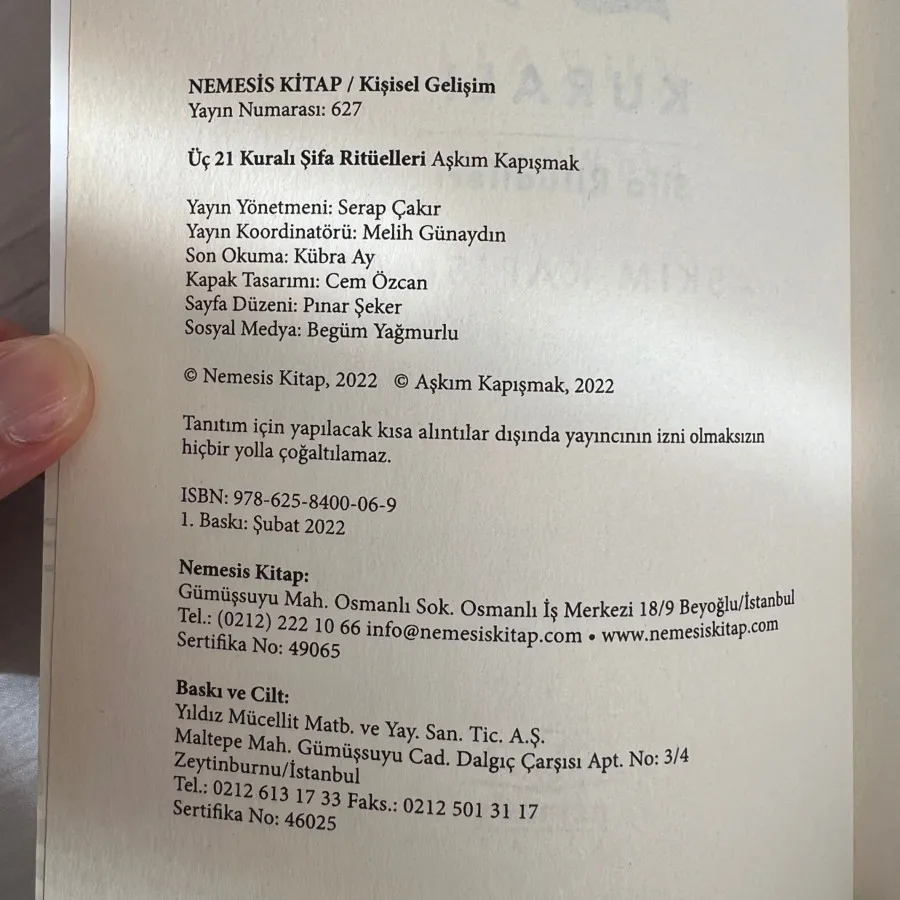 NEMESİS KİTAP / Kişisel Gelişim
Yayın Numarası: 627
Üç 21 Kuralı Şifa Ritüelleri Aşkım Kapışmak
Yayın Yönetmeni: Serap Çakır
Yayın Koordinatörü: Melih Günaydın
Son Okuma: Kübra Ay
Kapak Tasarımı: Cem Özcan
Sayfa Düzeni: Pınar Şeker
Sosyal Medya: Begüm Yağmurlu
© Nemesis Kitap, 2022 © Aşkım Kapışmak, 2022
Tanıtım için yapılacak kısa alıntılar dışında yayıncının izni olmaksızın
hiçbir yolla çoğaltılamaz.
ISBN: 978-625-8400-06-9
1. Baskı: Şubat 2022
Nemesis Kitap:
Gümüşsuyu Mah. Osmanlı Sok. Osmanlı İş Merkezi 18/9 Beyoğlu/İstanbul
Tel.: (0212) 222 10 66 info@nemesiskitap.com • www.nemesiskitap.com
Sertifika No: 49065
Baskı ve Cilt:
Yıldız Mücellit Matb. ve Yay. San. Tic. A.Ş.
Maltepe Mah. Gümüşsuyu Cad. Dalgıç Çarşısı Apt. No: 3/4
Zeytinburnu/İstanbul
Tel.: 0212 613 17 33 Faks.: 0212 501 31 17
Sertifika No: 46025